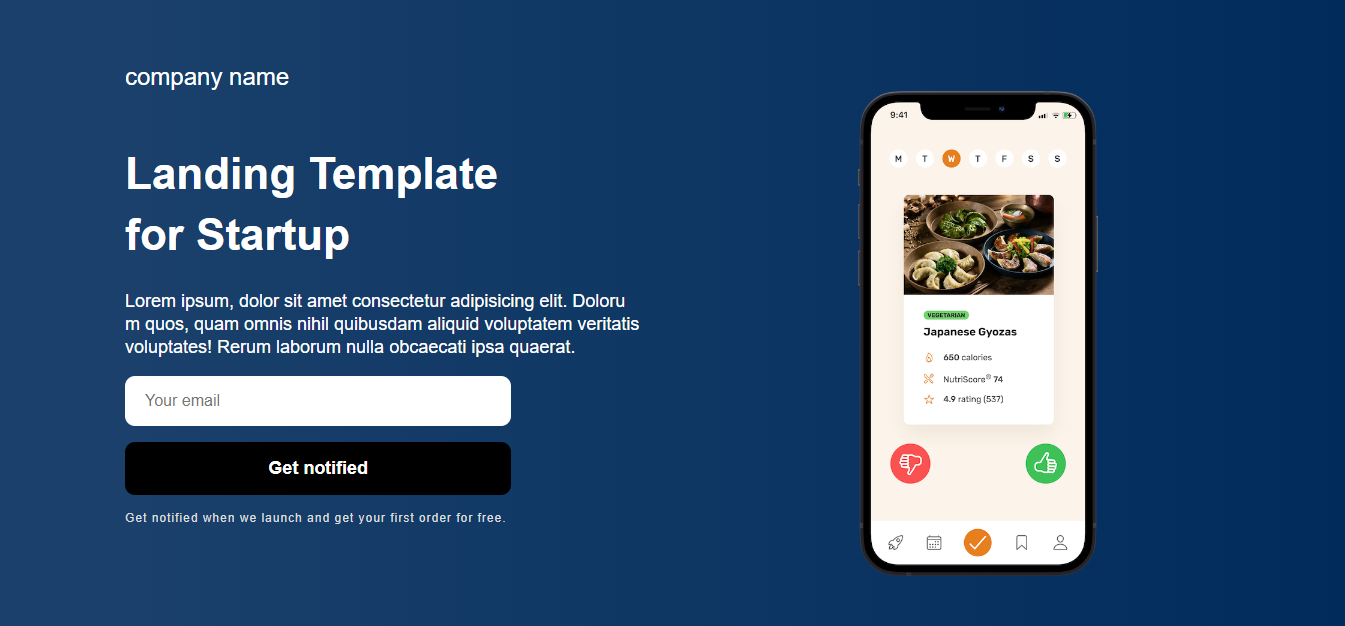 company name
Landing Template
for Startup
Lorem ipsum, dolor sit amet consectetur adipisicing elit. Doloru
m quos, quam omnis nihil quibusdam aliquid voluptatem veritatis
voluptates! Rerum laborum nulla obcaecati ipsa quaerat.
Your email
Get notified
Get notified when we launch and get your first order for free.
9:41
M T W T F S S
VEGETARIAN
Japanese Gyozas
650 calories
NutriScore® 74
4.9 rating (537)